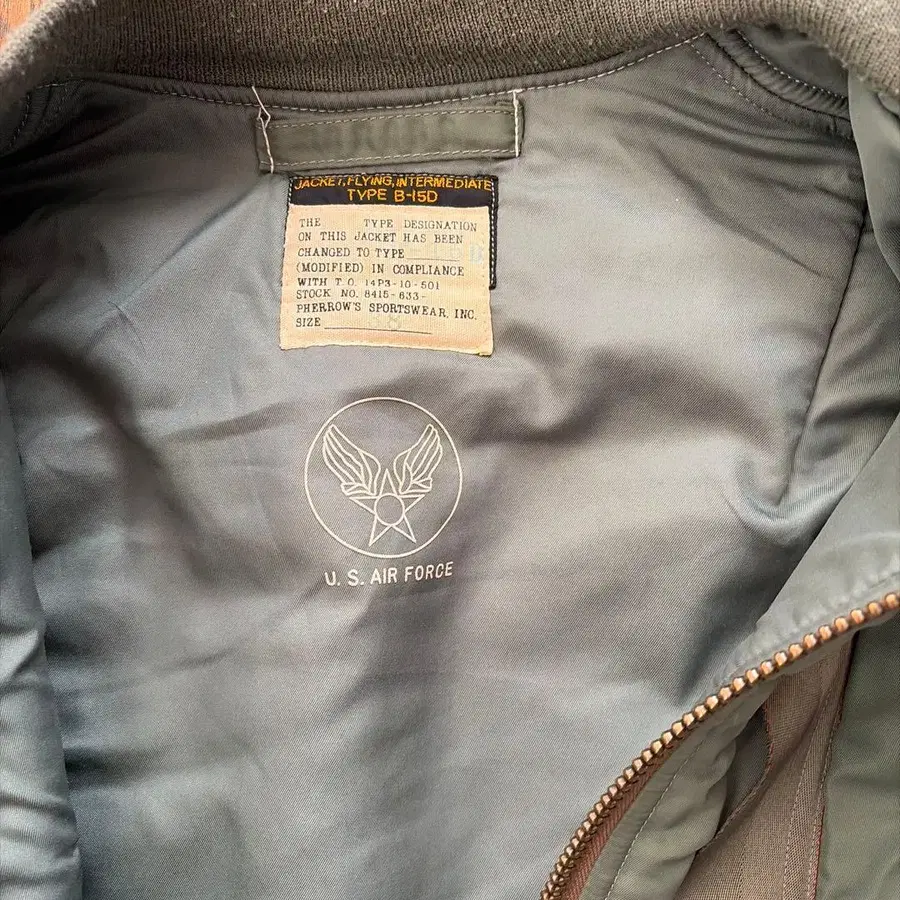 JACKET, FLYING, INTERMEDIATE
TYPE B-15D
THE TYPE DESIGNATION
ON THIS JACKET HAS BEEN
CHANGED TO TYPE
(MODIFIED) IN COMPLIANCE
WITH T.O. 14P3-10-501
STOCK NO. 8415-633-
PHERROW'S SPORTSWEAR, INC.
SIZE 38
U. S. AIR FORCE